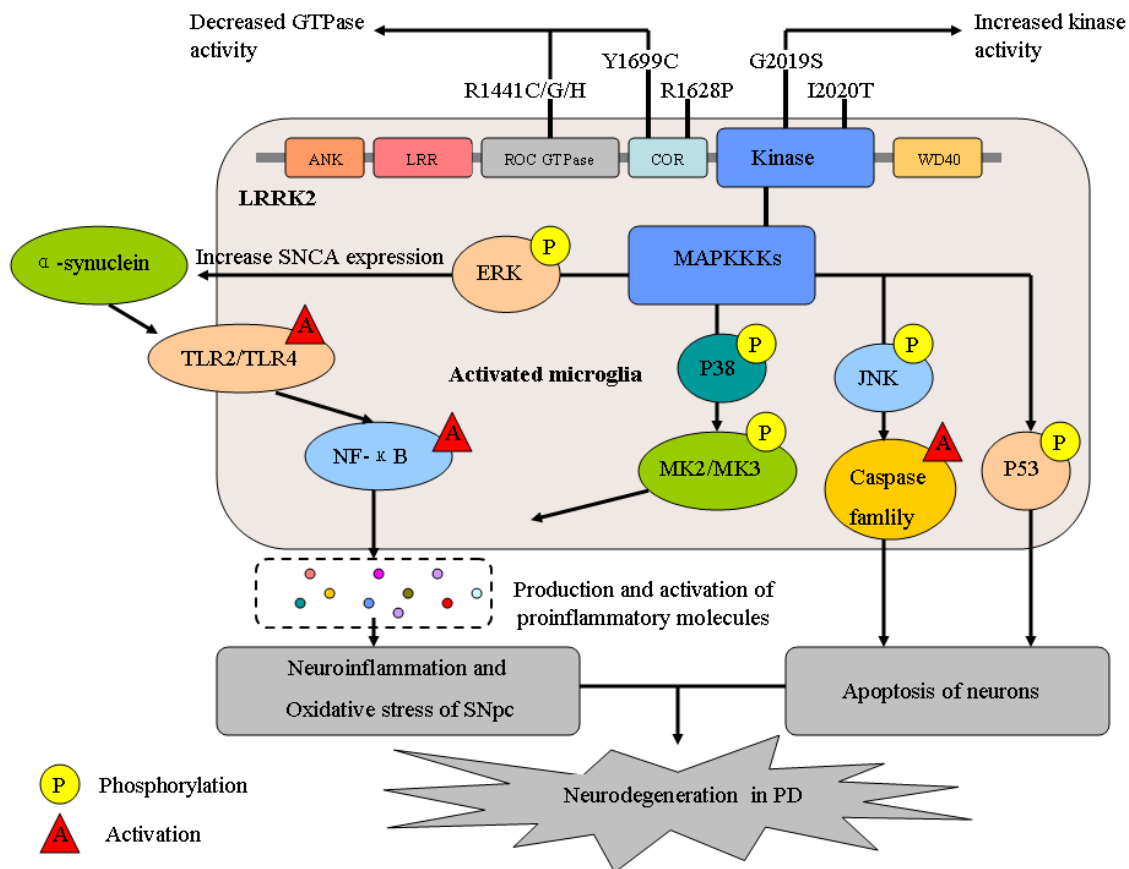 Decreased GTPase
activity
Increased kinase
activity
Y1699C
G2019S
R1441C/G/H
R1628P
I2020T
ANK
LRR
ROC GTPase
COR
Kinase
WD40
LRRK2
α-synuclein
Increase SNCA expression
ERK
P
MAPKKKs
TLR2/TLR4
A
Activated microglia
P38
P
JNK
P
NF-κB
A
MK2/MK3
P
Caspase
famlily
A
P53
P
Production and activation of
proinflammatory molecules
Neuroinflammation and
Oxidative stress of SNpc
Apoptosis of neurons
Neurodegeneration in PD
P
Phosphorylation
A
Activation